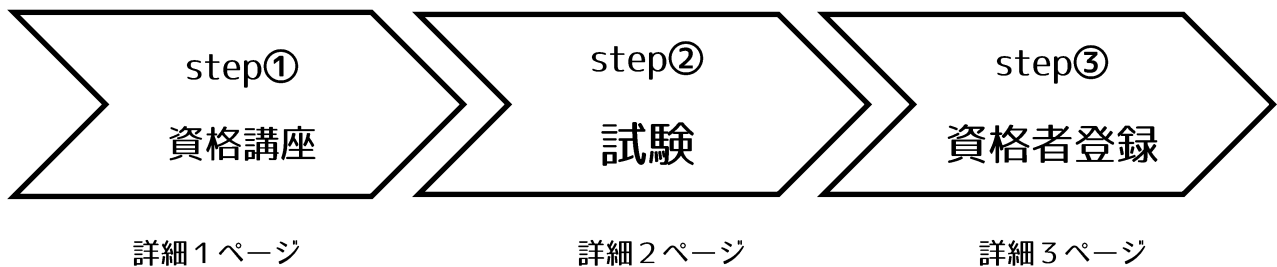 step①
資格講座
step②
試験
step③
資格者登録
詳細１ページ
詳細２ページ
詳細３ページ